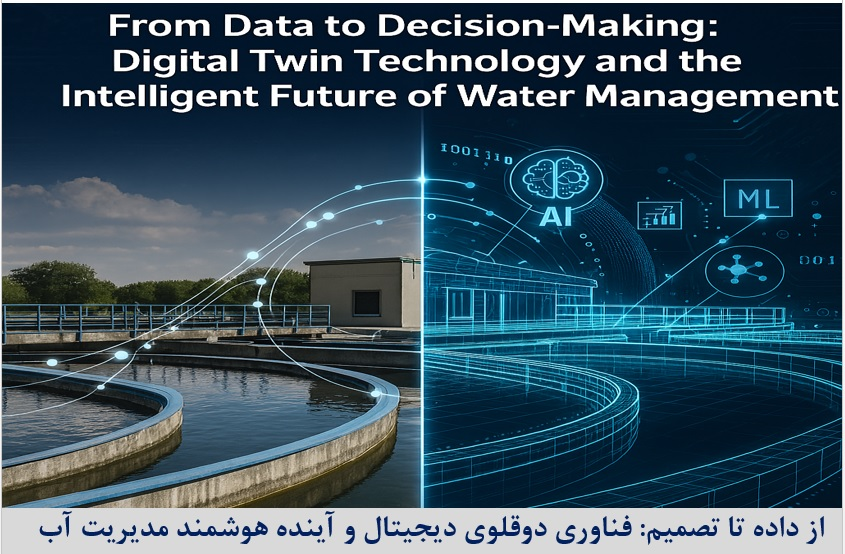 From Data to Decision-Making:
Digital Twin Technology and the
Intelligent Future of Water Management
1001110
AI
ML
001
از داده تا تصمیم: فناوری دوقلوی دیجیتال و آینده هوشمند مدیریت آب